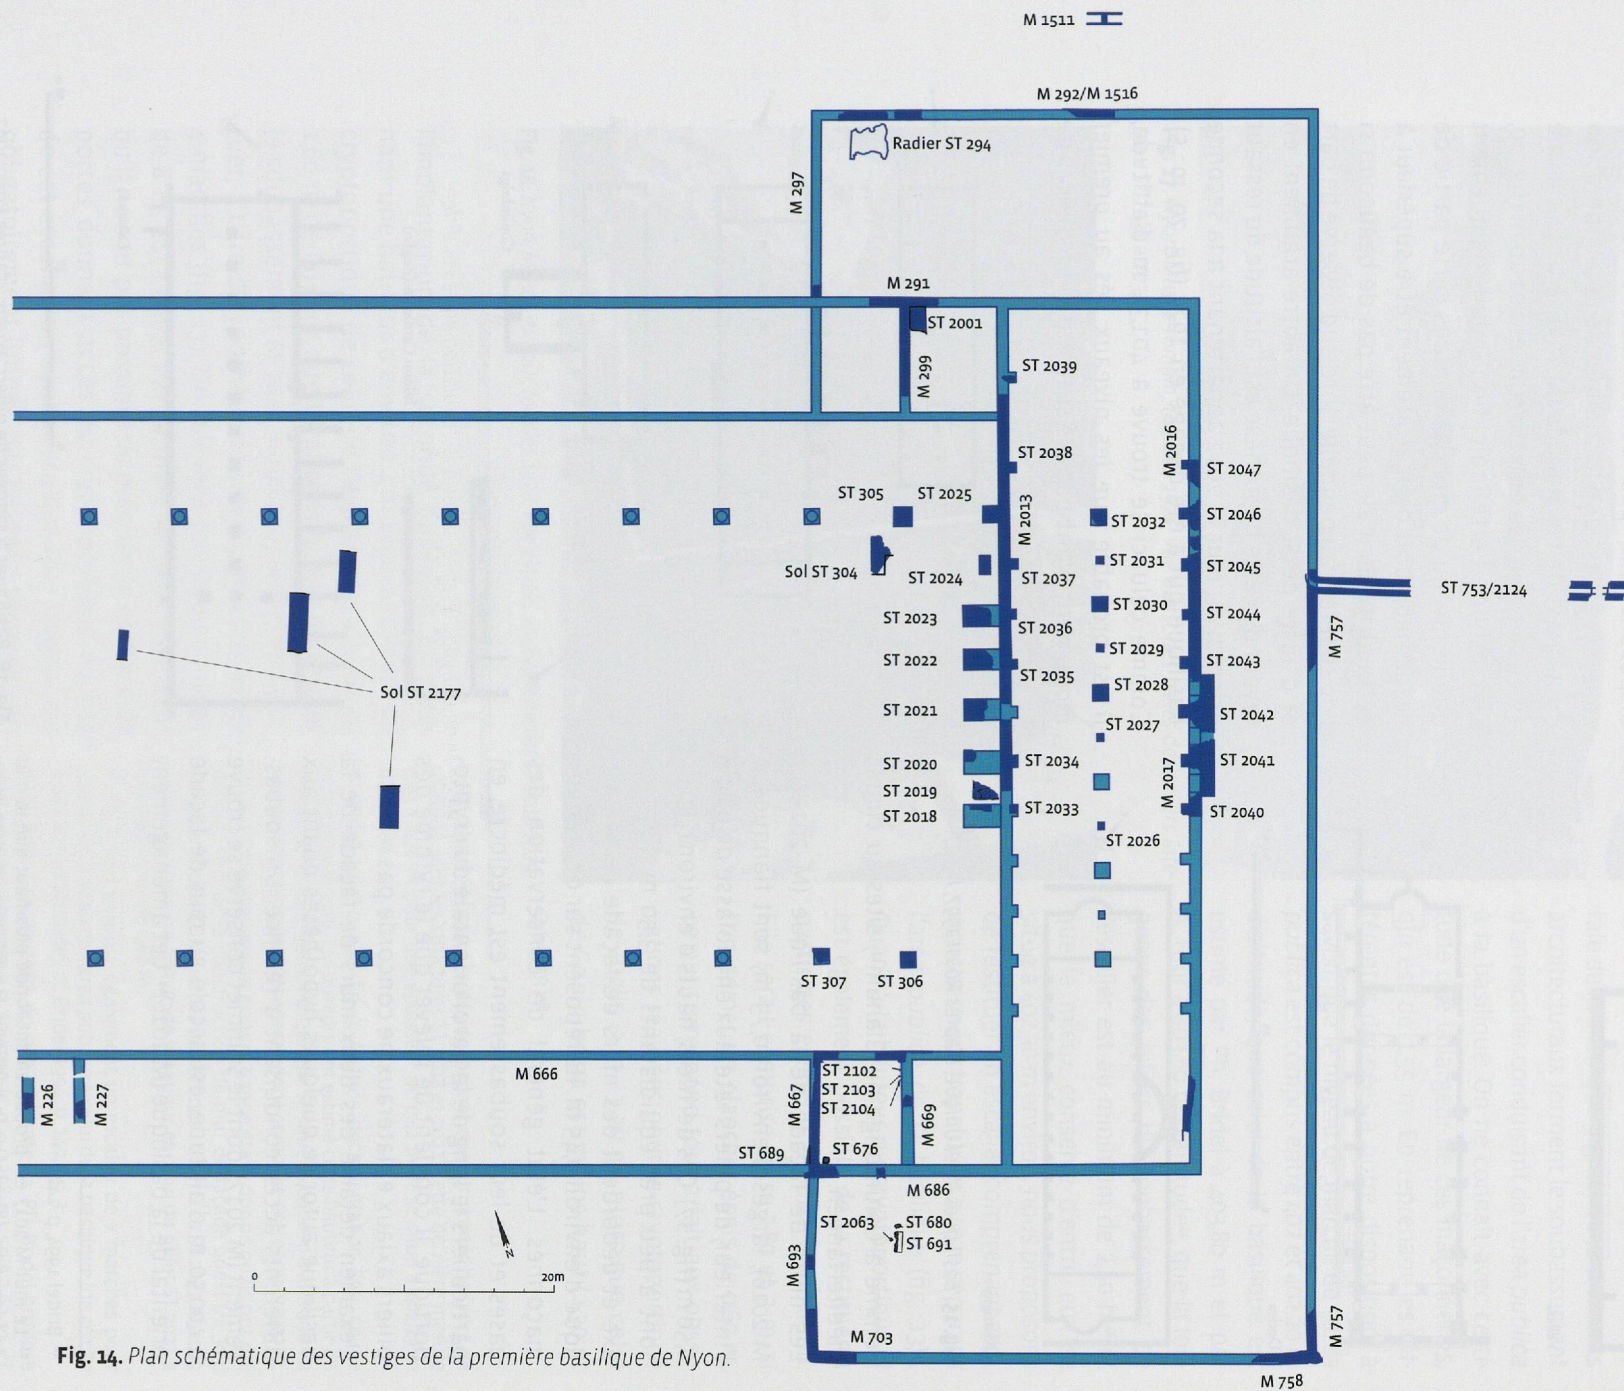 M 1511
M 292/M 1516
Radier ST 294
M 297
M 291
ST 2001
M 299
ST 2039
ST 2038
M 2016
ST 2047
ST 305
ST 2025
M 2013
ST 2032
ST 2046
Sol ST 304
ST 2024
ST 2037
ST 2031
ST 2045
ST 753/2124
ST 2023
ST 2036
ST 2030
ST 2044
M 757
ST 2022
ST 2035
ST 2029
ST 2043
Sol ST 2177
ST 2021
ST 2028
ST 2027
ST 2042
ST 2020
ST 2034
M 2017
ST 2041
ST 2019
ST 2018
ST 2033
ST 2026
ST 2040
ST 307
ST 306
M 226
M 227
M 666
M 667
ST 2102
ST 2103
ST 2104
M 669
ST 689
ST 676
M 686
ST 2063
ST 680
ST 691
M 693
N
0
20m
M 703
M 757
M 758
Fig. 14. Plan schématique des vestiges de la première basilique de Nyon.